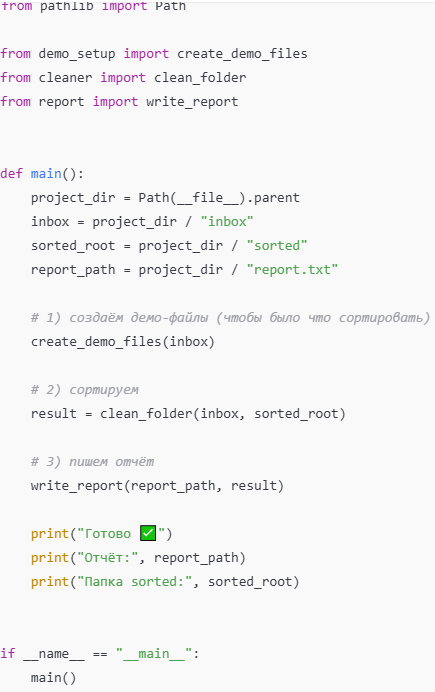 from pathlib import Path
from demo_setup import create_demo_files
from cleaner import clean_folder
from report import write_report
def main():
    project_dir = Path(__file__).parent
    inbox = project_dir / "inbox"
    sorted_root = project_dir / "sorted"
    report_path = project_dir / "report.txt"
    # 1) создаём демо-файлы (чтобы было что сортировать)
    create_demo_files(inbox)
    # 2) сортируем
    result = clean_folder(inbox, sorted_root)
    # 3) пишем отчёт
    write_report(report_path, result)
    print("Готово ✅")
    print("Отчёт:", report_path)
    print("Папка sorted:", sorted_root)
if __name__ == "__main__":
    main()